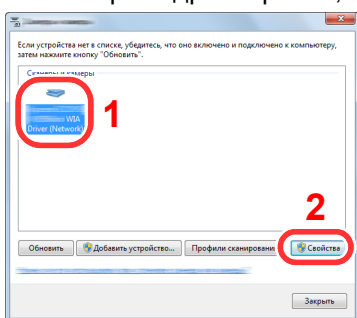 Если устройства нет в списке, убедитесь, что оно включено и подключено к компьютеру,
затем нажмите кнопку "Обновить".
Сканеры и камеры
WIA
Driver (Network)
1
2
Обновить
Добавить устройство...
Профили сканирования
Свойства
Закрыть